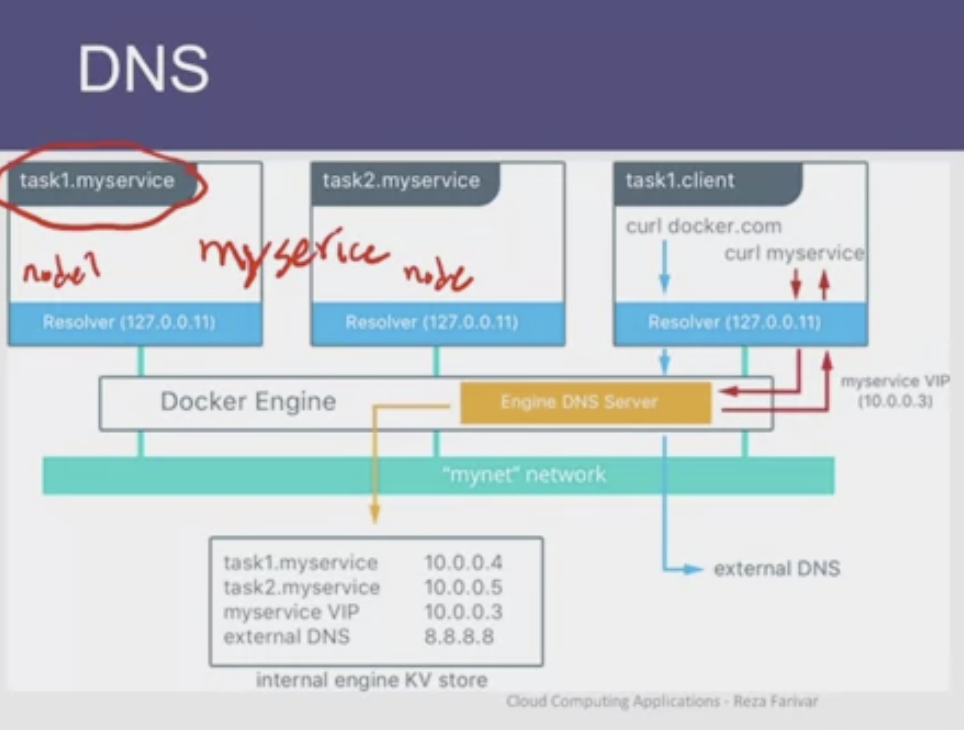 DNS
task1.myservice
task2.myservice
task1.client
curl docker.com
curl myservice
myserice
node1
node
Resolver (127.0.0.11)
Resolver (127.0.0.11)
Resolver (127.0.0.11)
Docker Engine
Engine DNS Server
myservice VIP
(10.0.0.3)
"mynet" network
task1.myservice 10.0.0.4
task2.myservice 10.0.0.5
myservice VIP 10.0.0.3
external DNS 8.8.8.8
external DNS
internal engine KV store
Cloud Computing Applications - Reza Farivar